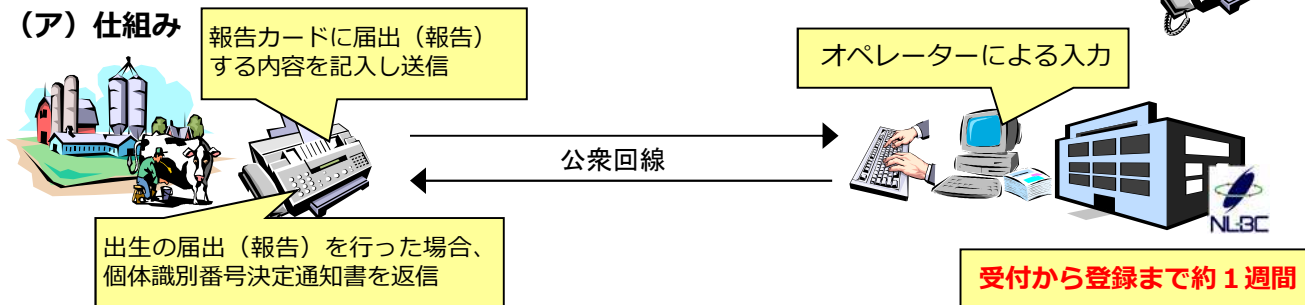 （ア）仕組み
報告カードに届出（報告）
する内容を記入し送信
オペレーターによる入力
公衆回線
NLBC
出生の届出（報告）を行った場合、
個体識別番号決定通知書を返信
受付から登録まで約１週間